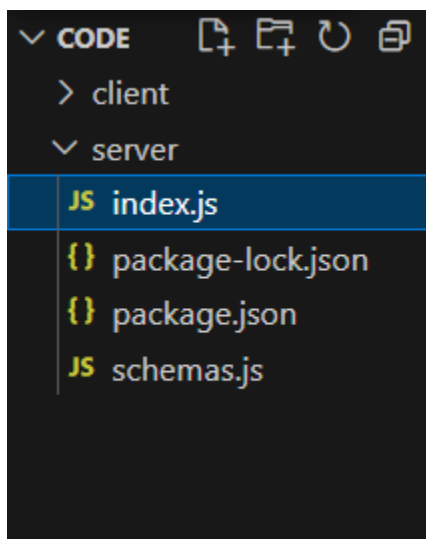 CODE
client
server
JS index.js
{} package-lock.json
{} package.json
JS schemas.js